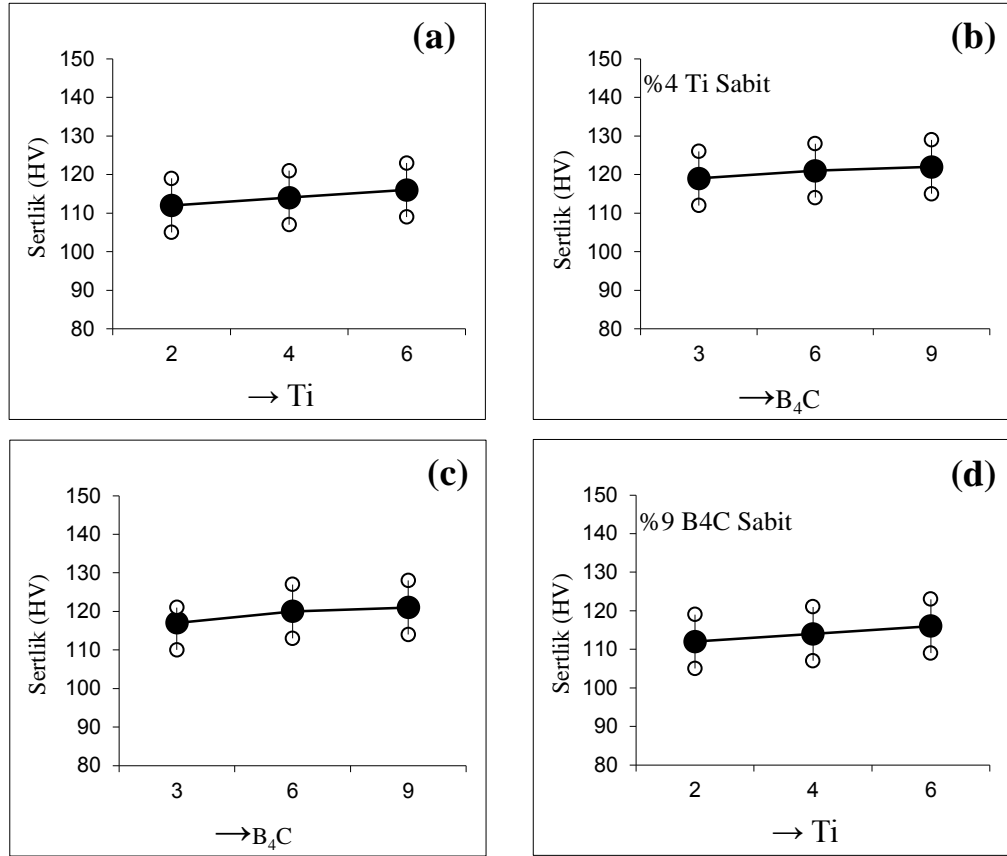 (a)
150
140
130
120
110
100
90
80
Sertlik (HV)
2 4 6
→ Ti
(b)
%4 Ti Sabit
150
140
130
120
110
100
90
80
Sertlik (HV)
3 6 9
→B₄C
(c)
150
140
130
120
110
100
90
80
Sertlik (HV)
3 6 9
→B₄C
(d)
%9 B4C Sabit
150
140
130
120
110
100
90
80
Sertlik (HV)
2 4 6
→ Ti